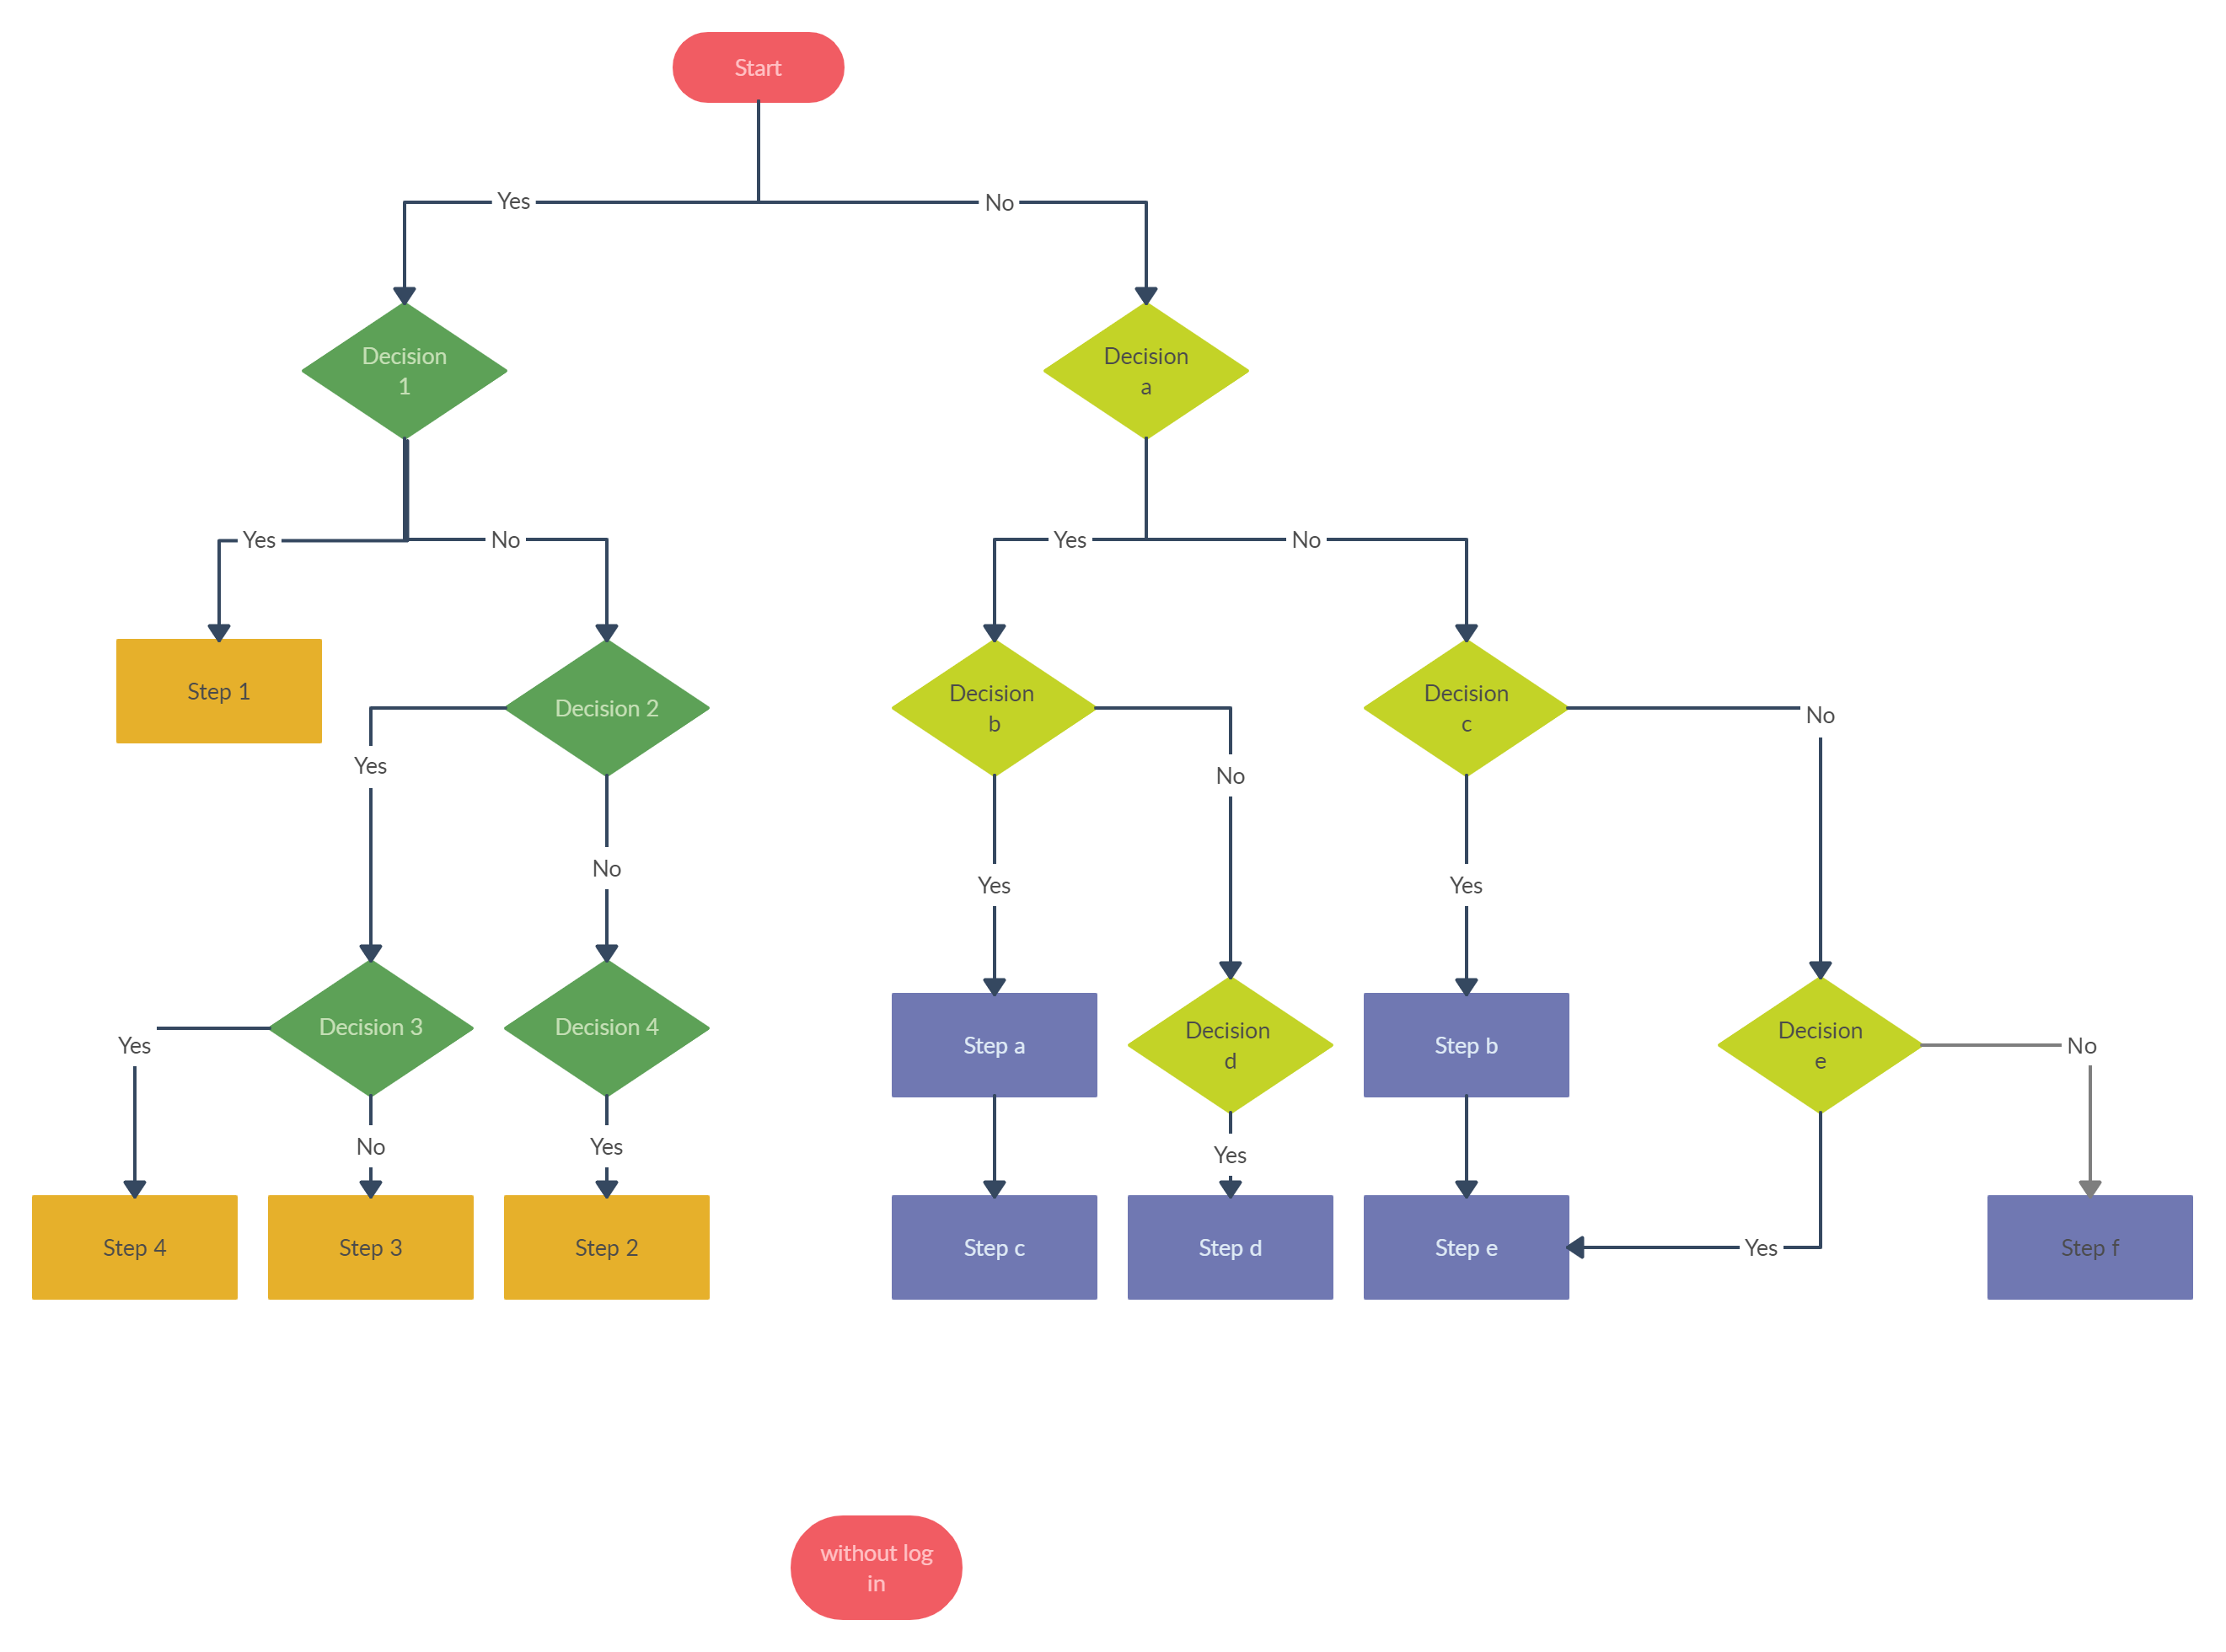 Start
Yes
No
Decision
1
Decision
a
Yes
No
Yes
No
Step 1
Decision 2
Decision
b
Decision
c
No
Yes
No
No
Yes
Yes
Decision 3
Decision 4
Yes
Step a
Decision
d
Step b
Decision
e
No
No
Yes
Yes
Step 4
Step 3
Step 2
Step c
Step d
Step e
Yes
Step f
without log
in